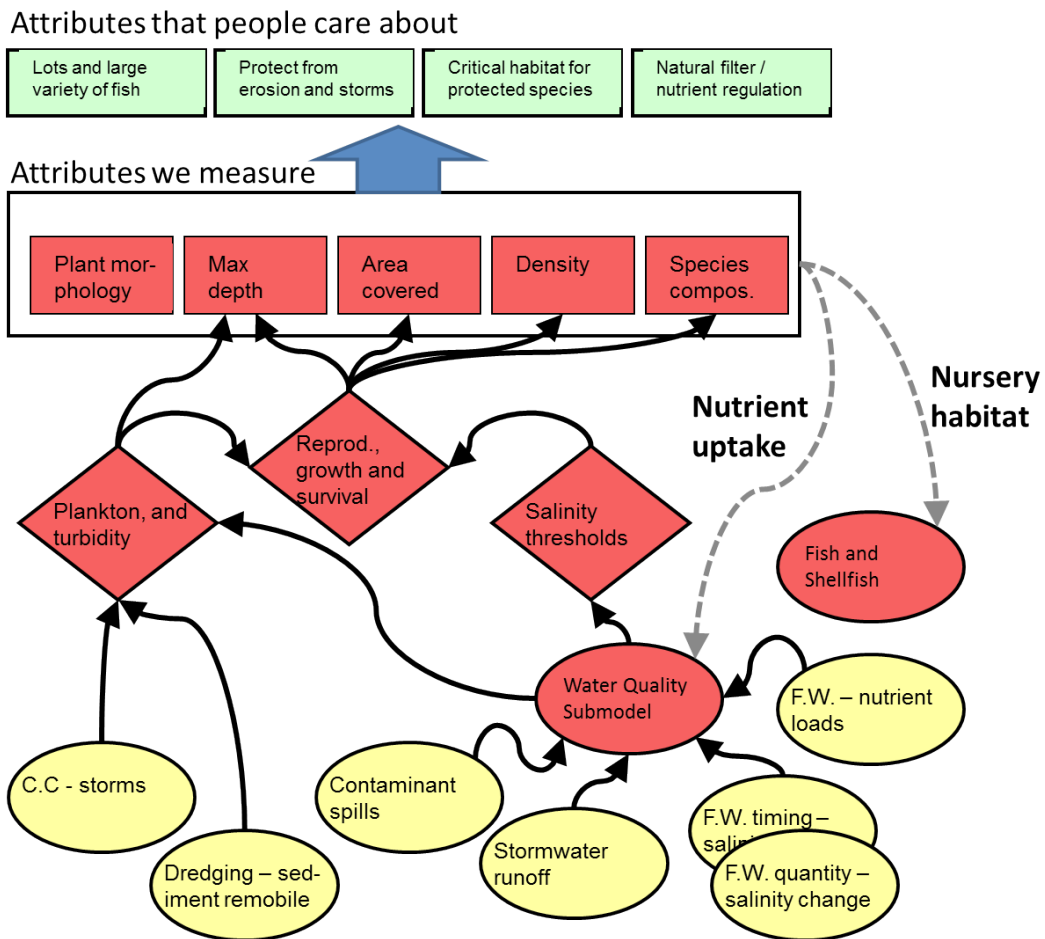 Attributes that people care about
Lots and large
variety of fish
Protect from
erosion and storms
Critical habitat for
protected species
Natural filter /
nutrient regulation
Attributes we measure
Plant mor-
phology
Max
depth
Area
covered
Density
Species
compos.
Nutrient
uptake
Nursery
habitat
Reprod.,
growth and
survival
Plankton, and
turbidity
Salinity
thresholds
Fish and
Shellfish
Water Quality
Submodel
F.W. – nutrient
loads
C.C - storms
Contaminant
spills
F.W. timing –
Dredging – sed-
iment remobile
Stormwater
runoff
F.W. quantity –
salinity change